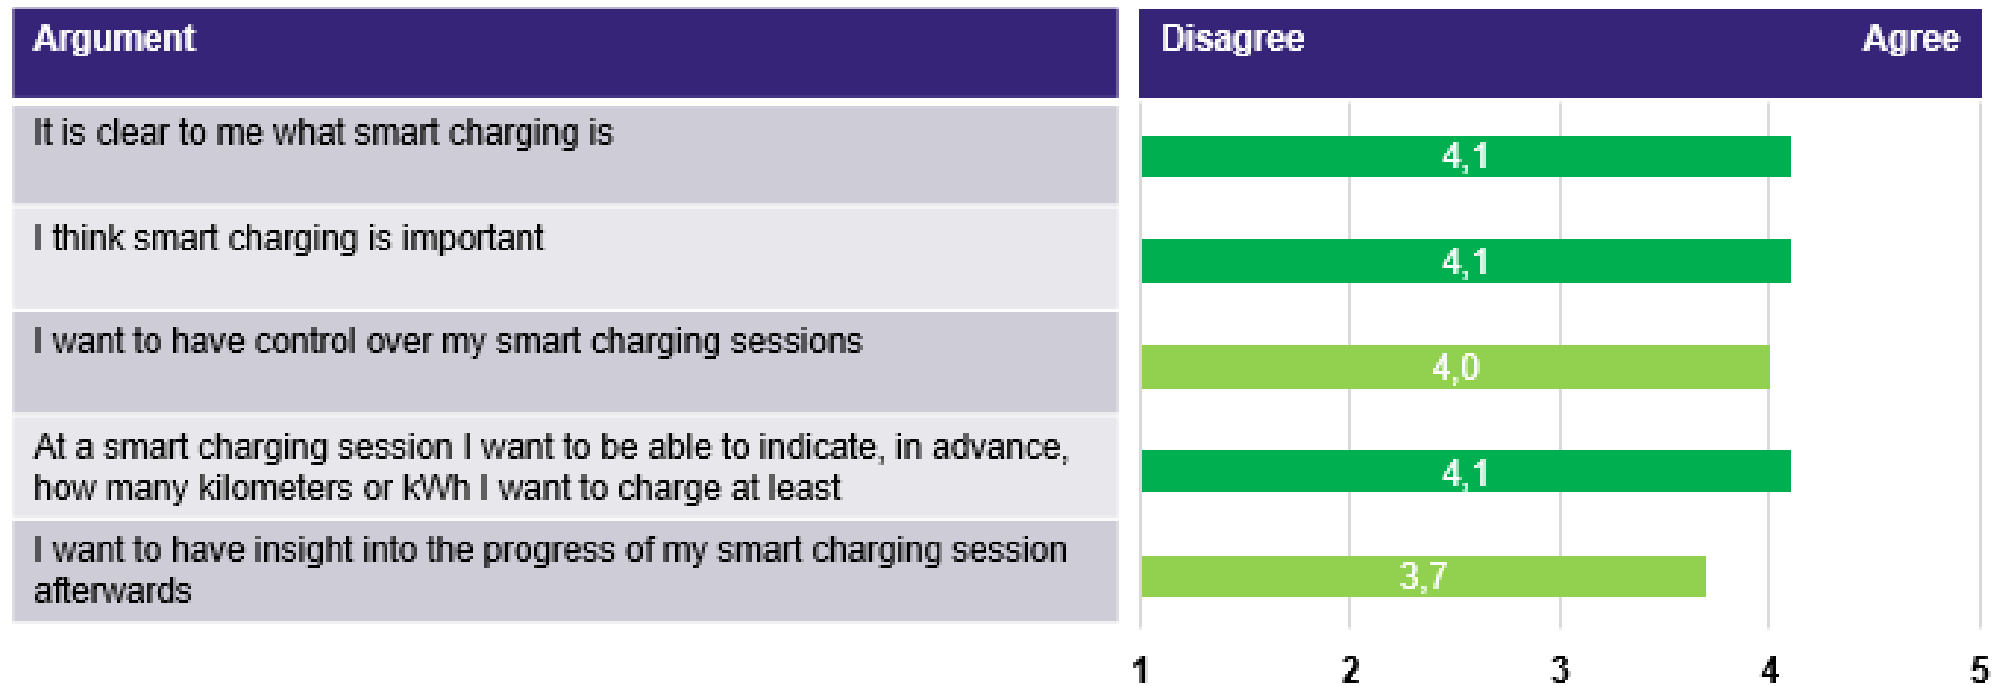 Argument
Disagree Agree
It is clear to me what smart charging is
4,1
I think smart charging is important
4,1
I want to have control over my smart charging sessions
4,0
At a smart charging session I want to be able to indicate, in advance,
how many kilometers or kWh I want to charge at least
4,1
I want to have insight into the progress of my smart charging session
afterwards
3,7
1 2 3 4 5